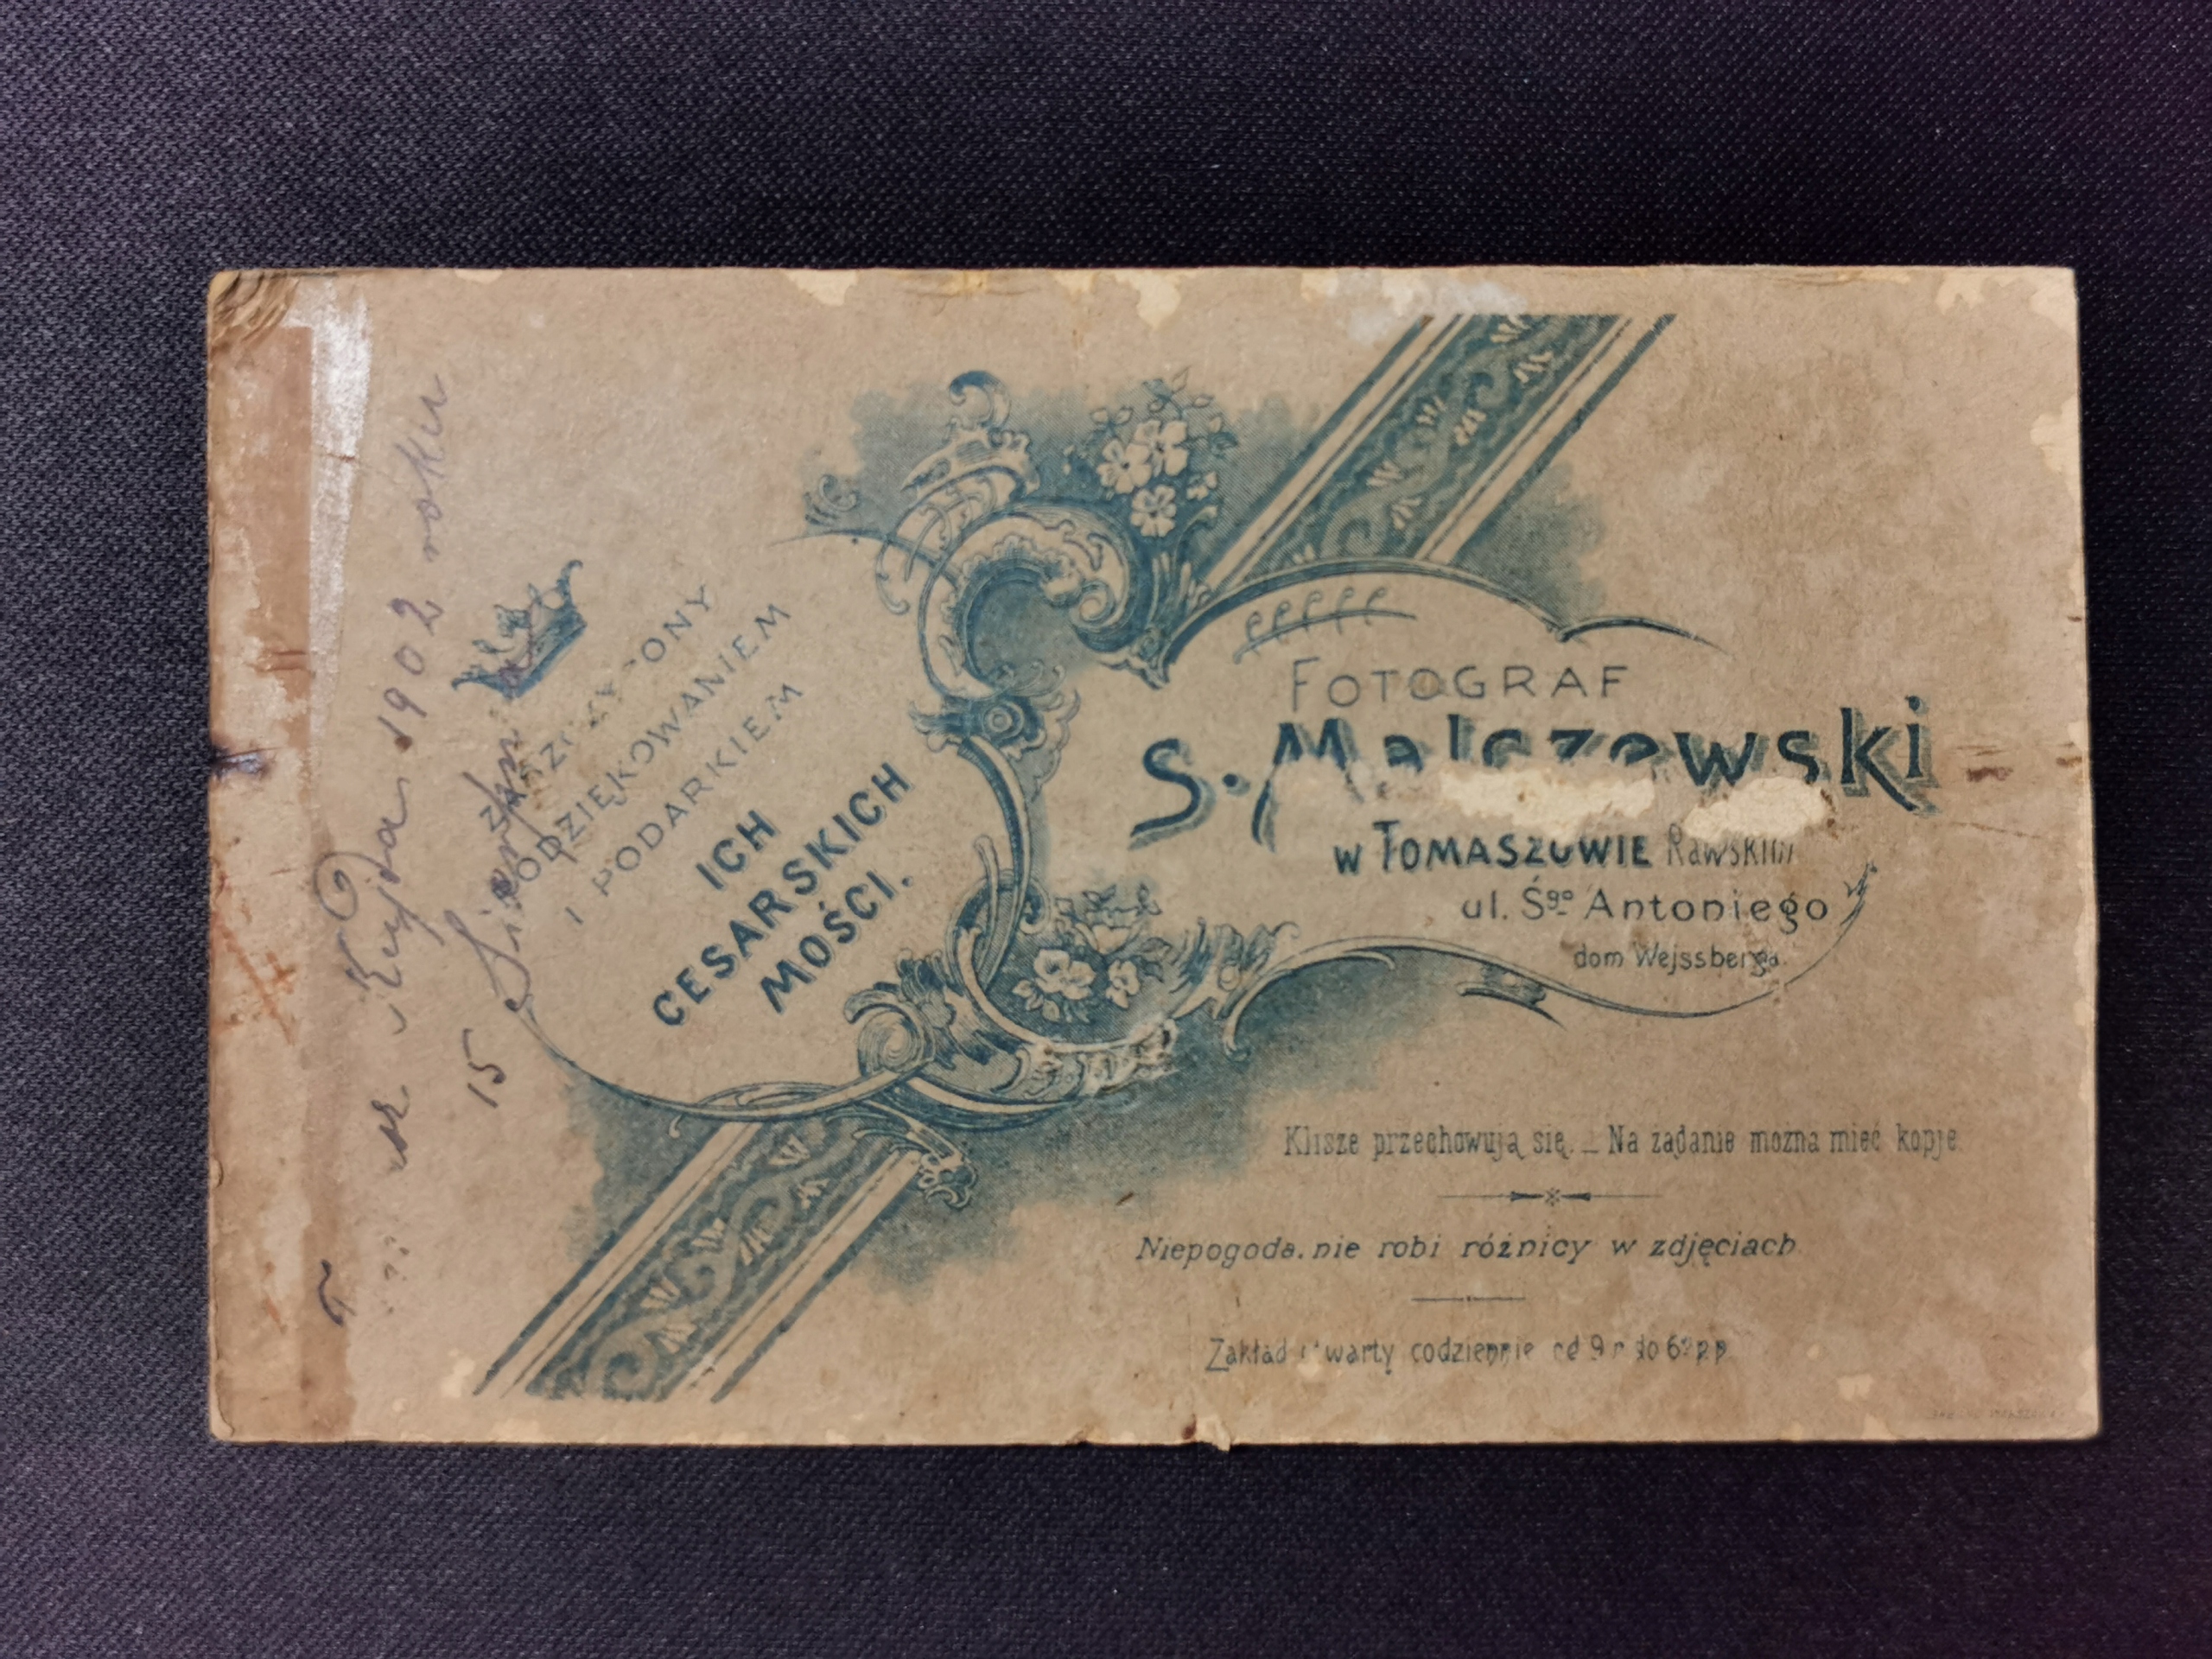 ZASZCZYCONY
PODZIĘKOWANIEM
I PODARKIEM
ICH
CESARSKICH
MOŚCI.
FOTOGRAF
S. Malczewski
w TOMASZOWIE Rawskim
ul. Śgo Antoniego
dom Wejssberga.
Klisze przechowują się. — Na żądanie można mieć kopje
Niepogoda nie robi różnicy w zdjęciach
Zakład otwarty codziennie od 9 r do 6 pp
1902 roku
15 Sierpnia